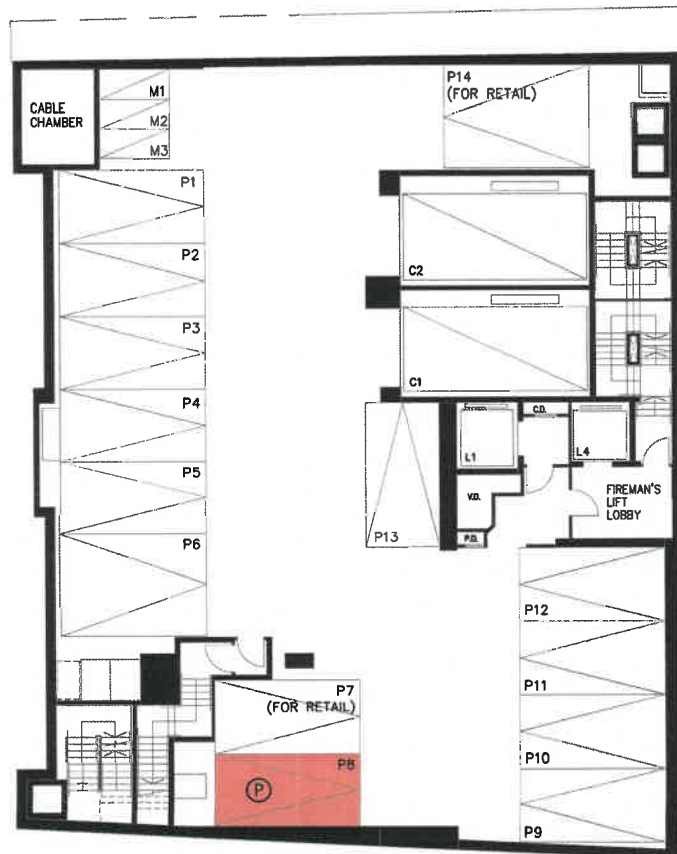 CABLE
CHAMBER
M1
M2
M3
P14
(FOR RETAIL)
P1
P2
P3
P4
P5
P6
C2
C1
P13
L1
C.D.
L4
V.D.
P.D.
FIREMAN'S
LIFT
LOBBY
P12
P11
P10
P9
P7
(FOR RETAIL)
P8
P